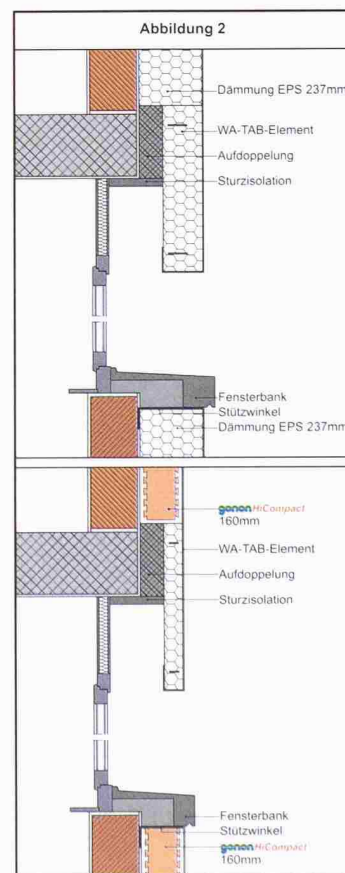 Abbildung 2
Dämmung EPS 237mm
WA-TAB-Element
Aufdoppelung
Sturzisolation
Fensterbank
Stützwinkel
Dämmung EPS 237mm
gonon HiCompact
160mm
WA-TAB-Element
Aufdoppelung
Sturzisolation
Fensterbank
Stützwinkel
gonon HiCompact
160mm